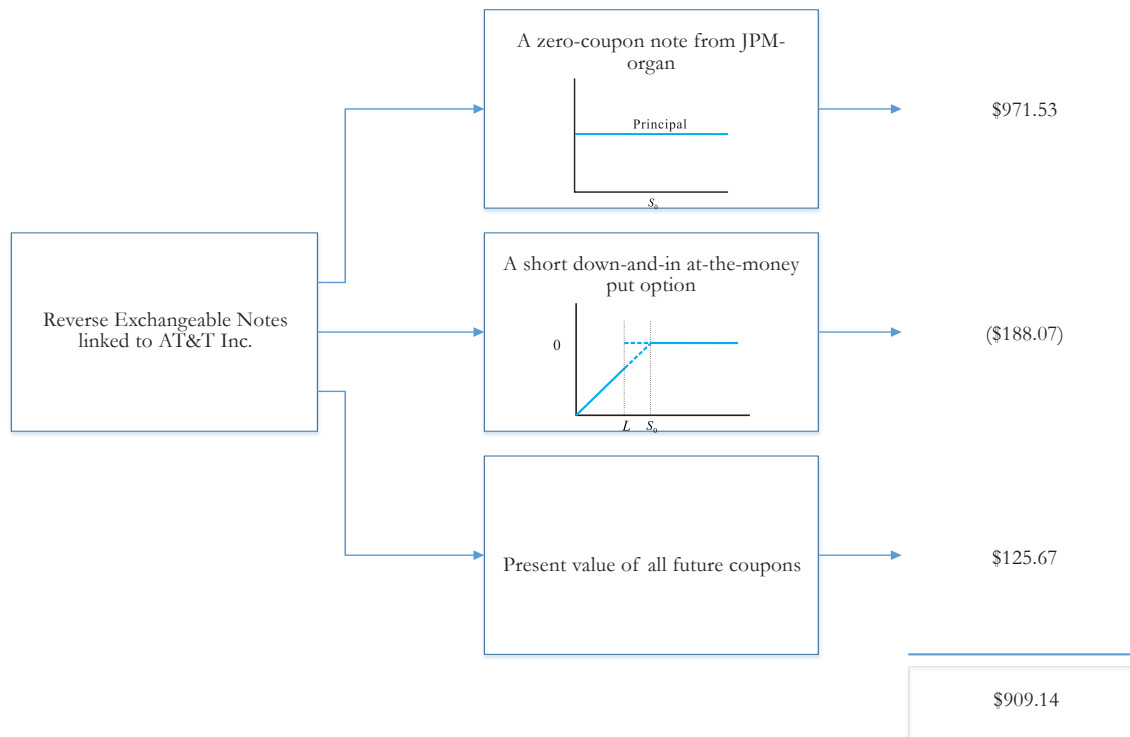 A zero-coupon note from JPM-
organ
Principal
S₀
$971.53
Reverse Exchangeable Notes
linked to AT&T Inc.
A short down-and-in at-the-money
put option
0
L S₀
($188.07)
Present value of all future coupons
$125.67
$909.14